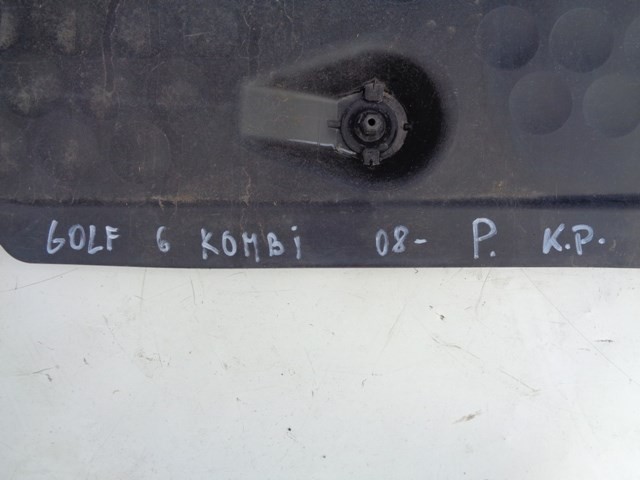 GOLF 6 KOMBi 08- P. K.P.